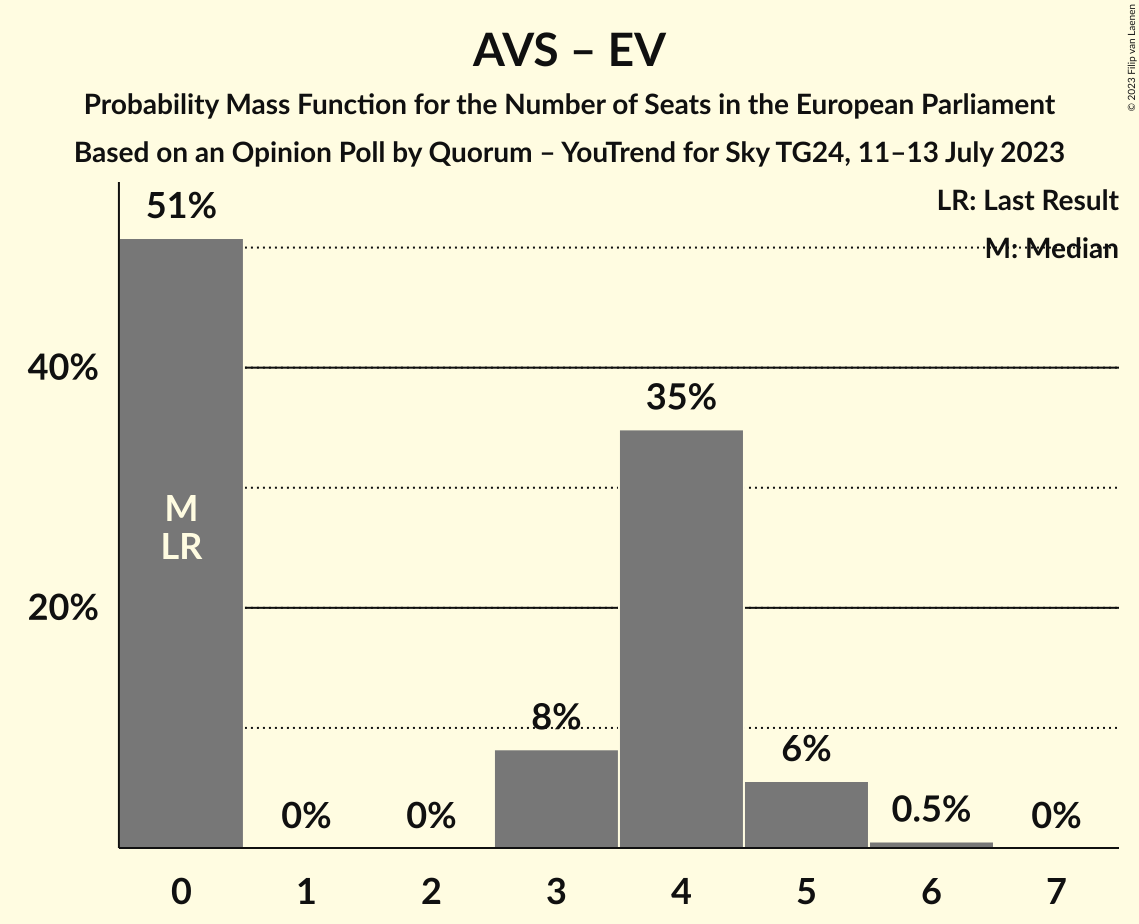 AVS – EV
Probability Mass Function for the Number of Seats in the European Parliament
Based on an Opinion Poll by Quorum – YouTrend for Sky TG24, 11–13 July 2023
© 2023 Filip van Laenen
LR: Last Result
M: Median
51%
40%
35%
M
LR
20%
8%
6%
0%
0%
0.5%
0%
0
1
2
3
4
5
6
7